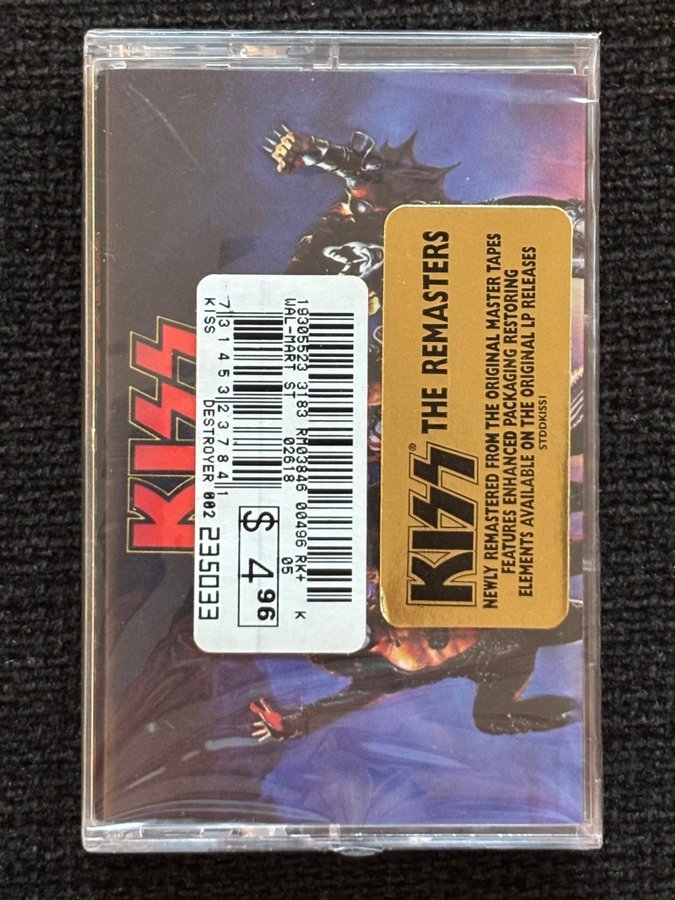 KISS
19305523 3183 RM03846 00496 RK+ K
WAL-MART ST 02618 05
7 31453 23784 1
KISS DESTROYER 002 235033
$ 4 96
KISS® THE REMASTERS
NEWLY REMASTERED FROM THE ORIGINAL MASTER TAPES
FEATURES ENHANCED PACKAGING RESTORING
ELEMENTS AVAILABLE ON THE ORIGINAL LP RELEASES
STDDKISS1